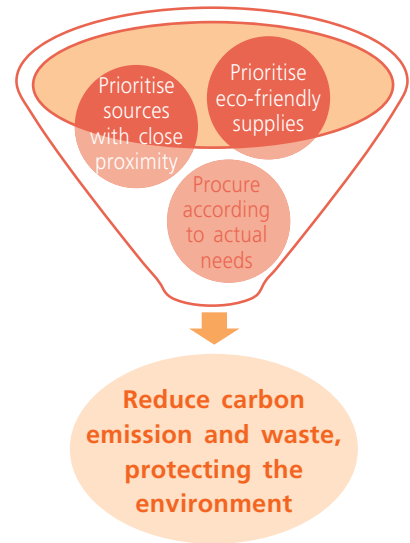 Prioritise
sources
with close
proximity
Prioritise
eco-friendly
supplies
Procure
according
to actual
needs
Reduce carbon
emission and waste,
protecting the
environment